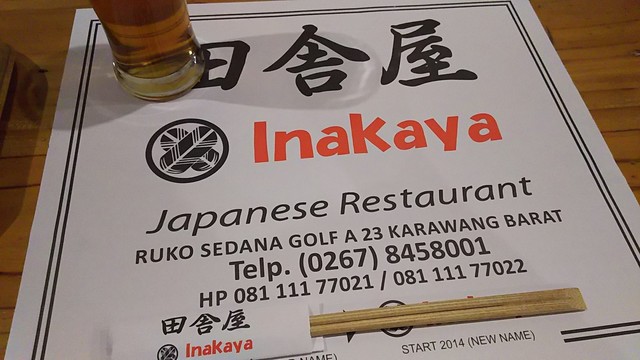 田舎屋
Inakaya
Japanese Restaurant
RUKO SEDANA GOLF A 23 KARAWANG BARAT
Telp. (0267) 8458001
HP 081 111 77021 / 081 111 77022
田舎屋
Inakaya
NAME)
START 2014 (NEW NAME)